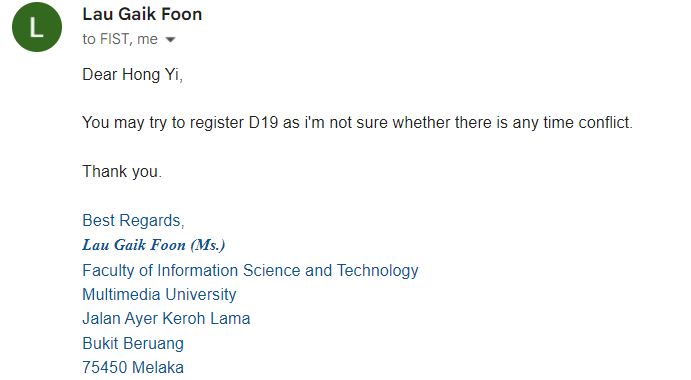 L
Lau Gaik Foon
to FIST, me
Dear Hong Yi,
You may try to register D19 as i'm not sure whether there is any time conflict.
Thank you.
Best Regards,
Lau Gaik Foon (Ms.)
Faculty of Information Science and Technology
Multimedia University
Jalan Ayer Keroh Lama
Bukit Beruang
75450 Melaka